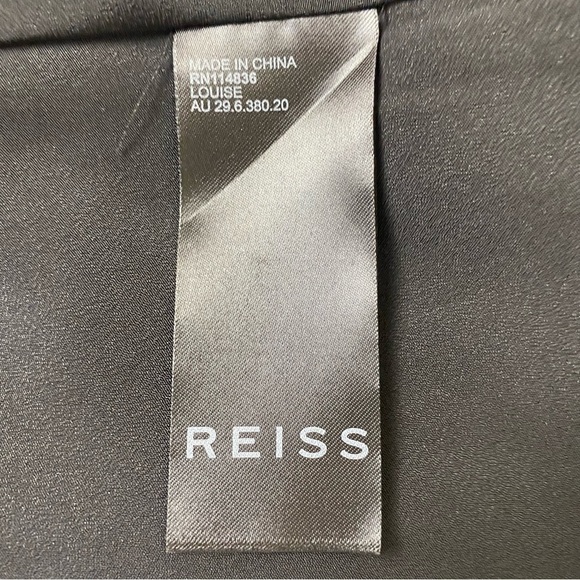 MADE IN CHINA
RN114836
LOUISE
AU 29.6.380.20
REISS